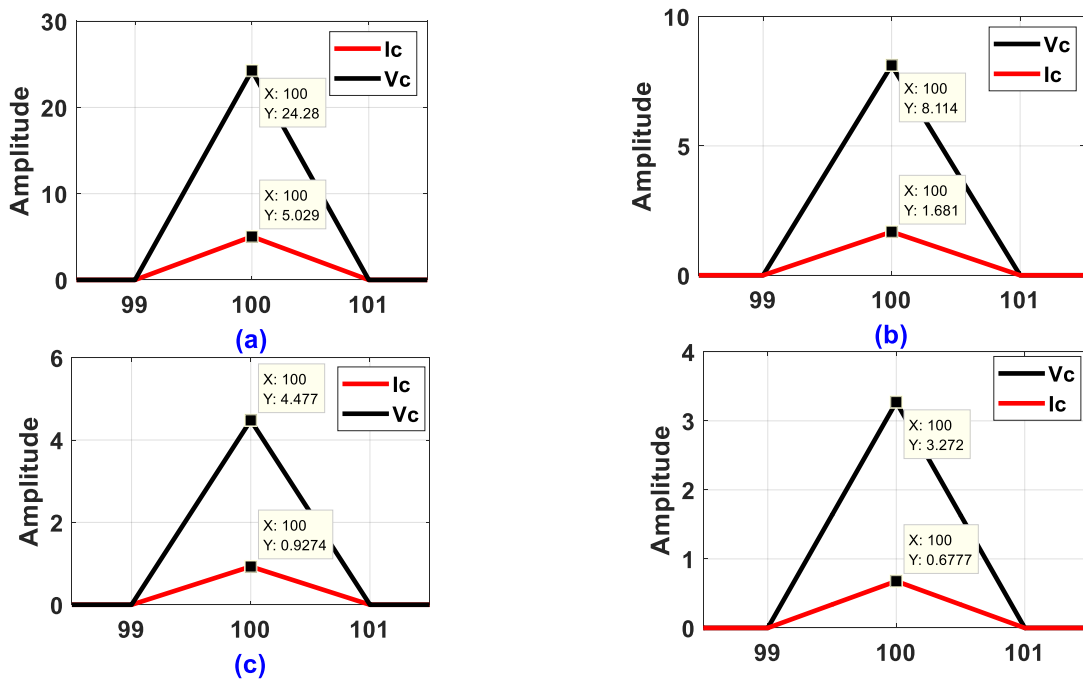 30
20
10
0
Amplitude
Ic
Vc
X: 100
Y: 24.28
X: 100
Y: 5.029
99
100
101
(a)
10
5
0
Amplitude
Vc
Ic
X: 100
Y: 8.114
X: 100
Y: 1.681
99
100
101
(b)
6
4
2
0
Amplitude
Ic
Vc
X: 100
Y: 4.477
X: 100
Y: 0.9274
99
100
101
(c)
4
3
2
1
0
Amplitude
Vc
Ic
X: 100
Y: 3.272
X: 100
Y: 0.6777
99
100
101